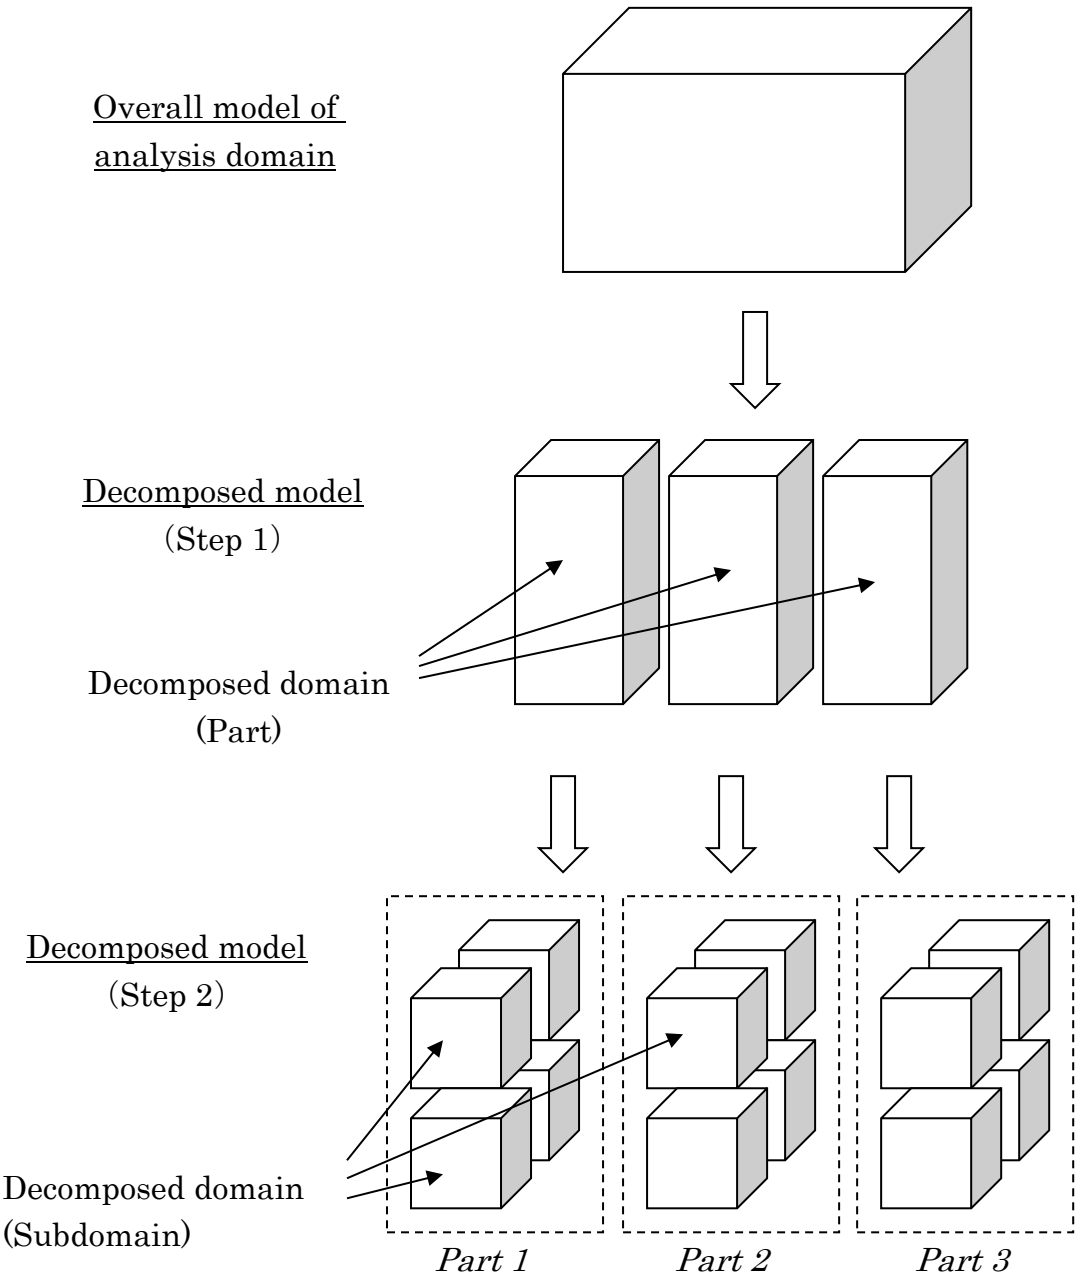 Overall model of
analysis domain
Decomposed model
（Step 1）
Decomposed domain
(Part)
Decomposed model
（Step 2）
Decomposed domain
(Subdomain)
Part 1
Part 2
Part 3